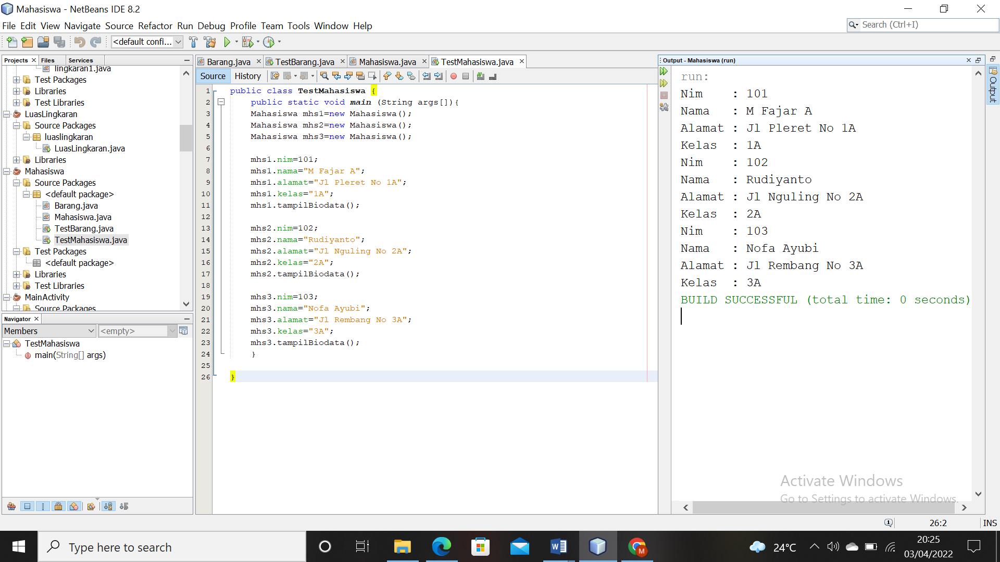 Mahasiswa - NetBeans IDE 8.2
File Edit View Navigate Source Refactor Run Debug Profile Team Tools Window Help
Search (Ctrl+I)
<default confi...
Projects Files Services
lingkaran1.java
Test Packages
Libraries
Test Libraries
LuasLingkaran
Source Packages
luaslingkaran
LuasLingkaran.java
Libraries
Mahasiswa
Source Packages
<default package>
Barang.java
Mahasiswa.java
TestBarang.java
TestMahasiswa.java
Test Packages
<default package>
Libraries
Test Libraries
MainActivity
Source Packages
Navigator
Members <empty>
TestMahasiswa
main(String[] args)
Barang.java TestBarang.java Mahasiswa.java TestMahasiswa.java
Source History
1 public class TestMahasiswa {
2 public static void main (String args[]){
3 Mahasiswa mhs1=new Mahasiswa();
4 Mahasiswa mhs2=new Mahasiswa();
5 Mahasiswa mhs3=new Mahasiswa();
6
7 mhs1.nim=101;
8 mhs1.nama="M Fajar A";
9 mhs1.alamat="Jl Pleret No 1A";
10 mhs1.kelas="1A";
11 mhs1.tampilBiodata();
12
13 mhs2.nim=102;
14 mhs2.nama="Rudiyanto";
15 mhs2.alamat="Jl Nguling No 2A";
16 mhs2.kelas="2A";
17 mhs2.tampilBiodata();
18
19 mhs3.nim=103;
20 mhs3.nama="Nofa Ayubi";
21 mhs3.alamat="Jl Rembang No 3A";
22 mhs3.kelas="3A";
23 mhs3.tampilBiodata();
24 }
25
26 }
Output - Mahasiswa (run)
run:
Nim : 101
Nama : M Fajar A
Alamat : Jl Pleret No 1A
Kelas : 1A
Nim : 102
Nama : Rudiyanto
Alamat : Jl Nguling No 2A
Kelas : 2A
Nim : 103
Nama : Nofa Ayubi
Alamat : Jl Rembang No 3A
Kelas : 3A
BUILD SUCCESSFUL (total time: 0 seconds)
Output
Activate Windows
Go to Settings to activate Windows.
26:2 INS
Type here to search
24°C
20:25
03/04/2022